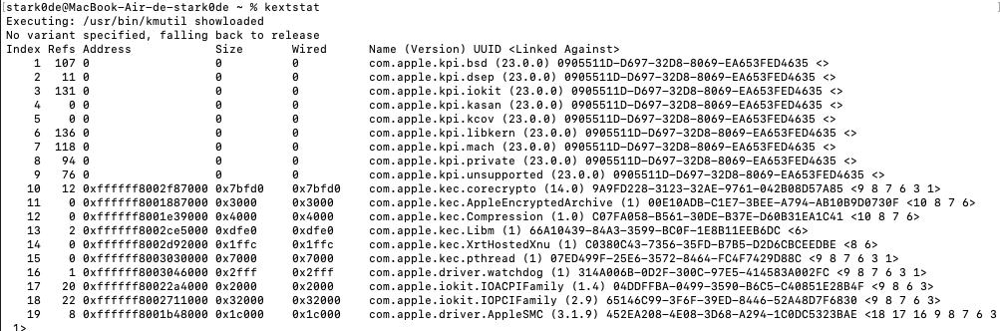 [stark0de@MacBook-Air-de-stark0de ~ % kextstat ]
Executing: /usr/bin/kmutil showloaded
No variant specified, falling back to release
Index Refs Address            Size       Wired      Name (Version) UUID <Linked Against>
    1  107 0                  0          0          com.apple.kpi.bsd (23.0.0) 0905511D-D697-32D8-8069-EA653FED4635 <>
    2   11 0                  0          0          com.apple.kpi.dsep (23.0.0) 0905511D-D697-32D8-8069-EA653FED4635 <>
    3  131 0                  0          0          com.apple.kpi.iokit (23.0.0) 0905511D-D697-32D8-8069-EA653FED4635 <>
    4    0 0                  0          0          com.apple.kpi.kasan (23.0.0) 0905511D-D697-32D8-8069-EA653FED4635 <>
    5    0 0                  0          0          com.apple.kpi.kcov (23.0.0) 0905511D-D697-32D8-8069-EA653FED4635 <>
    6  136 0                  0          0          com.apple.kpi.libkern (23.0.0) 0905511D-D697-32D8-8069-EA653FED4635 <>
    7  118 0                  0          0          com.apple.kpi.mach (23.0.0) 0905511D-D697-32D8-8069-EA653FED4635 <>
    8   94 0                  0          0          com.apple.kpi.private (23.0.0) 0905511D-D697-32D8-8069-EA653FED4635 <>
    9   76 0                  0          0          com.apple.kpi.unsupported (23.0.0) 0905511D-D697-32D8-8069-EA653FED4635 <>
   10   12 0xffffff8002f87000 0x7bfd0    0x7bfd0    com.apple.kec.corecrypto (14.0) 9A9FD228-3123-32AE-9761-042B08D57A85 <9 8 7 6 3 1>
   11    0 0xffffff8001887000 0x3000     0x3000     com.apple.kec.AppleEncryptedArchive (1) 00E10ADB-C1E7-3BEE-A794-AB10B9D0730F <10 8 7 6>
   12    0 0xffffff8001e39000 0x4000     0x4000     com.apple.kec.Compression (1.0) C07FA058-B561-30DE-B37E-D60B31EA1C41 <10 8 7 6>
   13    2 0xffffff8002ce5000 0xdfe0     0xdfe0     com.apple.kec.Libm (1) 66A10439-84A3-3599-BC0F-1E8B11EEB6DC <6>
   14    0 0xffffff8002d92000 0x1ffc     0x1ffc     com.apple.kec.XrtHostedXnu (1) C0380C43-7356-35FD-B7B5-D2D6CBCEEDBE <8 6>
   15    0 0xffffff8003030000 0x7000     0x7000     com.apple.kec.pthread (1) 07ED499F-25E6-3572-8464-FC4F7429D88C <9 8 7 6 1>
   16    1 0xffffff8003046000 0x2fff     0x2fff     com.apple.driver.watchdog (1) 314A006B-0D2F-300C-97E5-414583A002FC <9 8 7 6 1>
   17   20 0xffffff80022a4000 0x2000     0x2000     com.apple.iokit.IOACPIFamily (1.4) 04DDFFBA-0499-3590-B6C5-C40851E28B4F <9 8 6 3>
   18   22 0xffffff8002711000 0x32000    0x32000    com.apple.iokit.IOPCIFamily (2.9) 65146C99-3F6F-39ED-8446-52A48D7F6830 <9 8 7 6 3>
   19    8 0xffffff8001b48000 0x1c000    0x1c000    com.apple.driver.AppleSMC (3.1.9) 452EA208-4E08-3D68-A294-1C0DC5323BAE <18 17 16 9 8 7 6 3
 1>